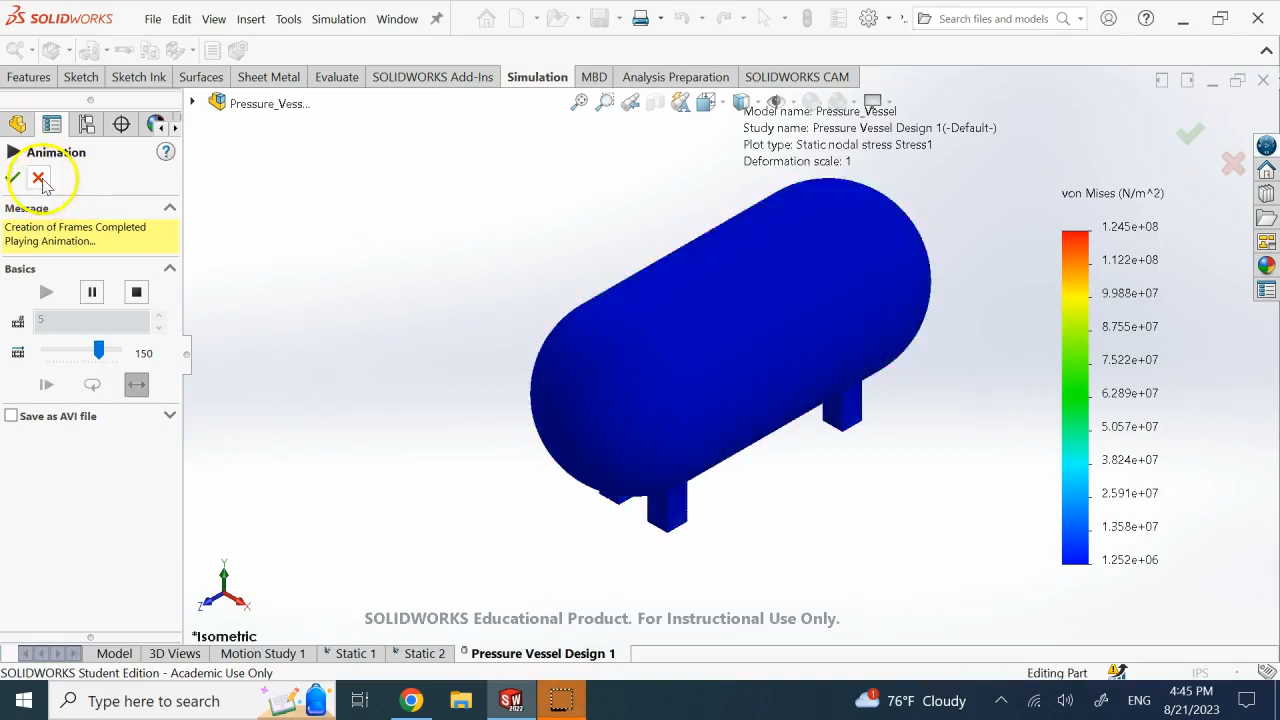 SOLIDWORKS File Edit View Insert Tools Simulation Window Search files and models
Features Sketch Sketch Ink Surfaces Sheet Metal Evaluate SOLIDWORKS Add-Ins Simulation MBD Analysis Preparation SOLIDWORKS CAM
Pressure_Vess...
Model name: Pressure_Vessel
Study name: Pressure Vessel Design 1(-Default-)
Plot type: Static nodal stress Stress1
Deformation scale: 1
Animation
Message
Creation of Frames Completed
Playing Animation...
Basics
5
150
Save as AVI file
von Mises (N/m^2)
1.245e+08
1.122e+08
9.988e+07
8.755e+07
7.522e+07
6.289e+07
5.057e+07
3.824e+07
2.591e+07
1.358e+07
1.252e+06
Y
Z
X
SOLIDWORKS Educational Product. For Instructional Use Only.
*Isometric
Model 3D Views Motion Study 1 Static 1 Static 2 Pressure Vessel Design 1
SOLIDWORKS Student Edition - Academic Use Only Editing Part IPS
Type here to search SW 2022 1 76°F Cloudy ENG 4:45 PM
8/21/2023